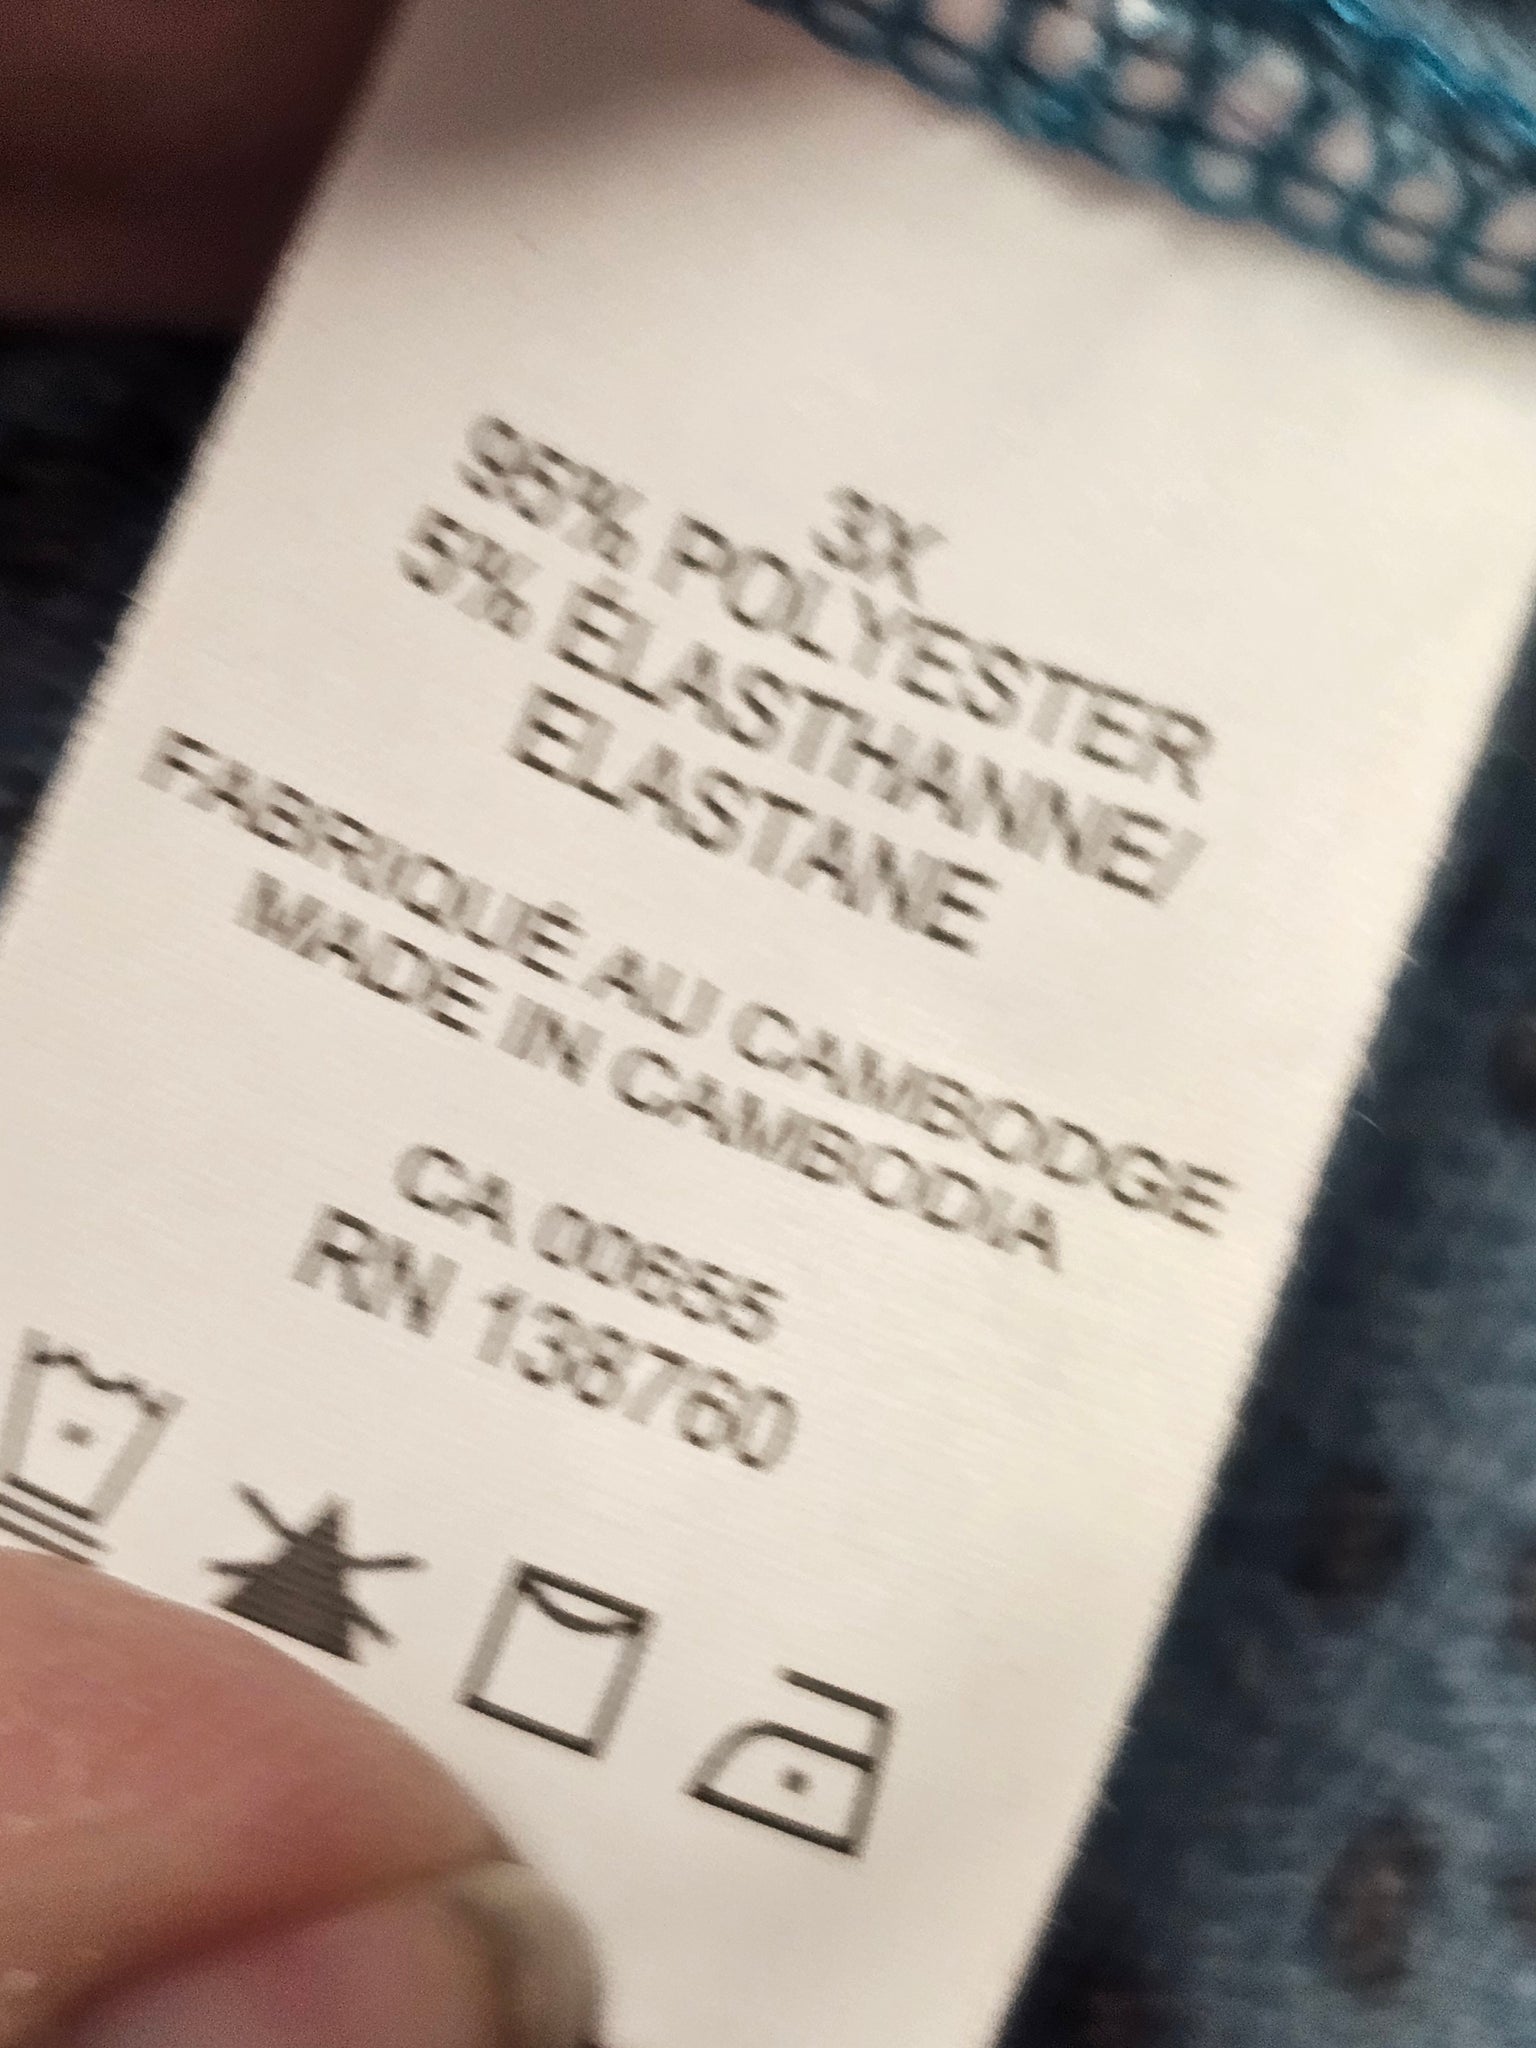 3X
95% POLYESTER
5% ÉLASTHANNE/
ELASTANE
FABRIQUÉ AU CAMBODGE
MADE IN CAMBODIA
CA 00655
RN 138760